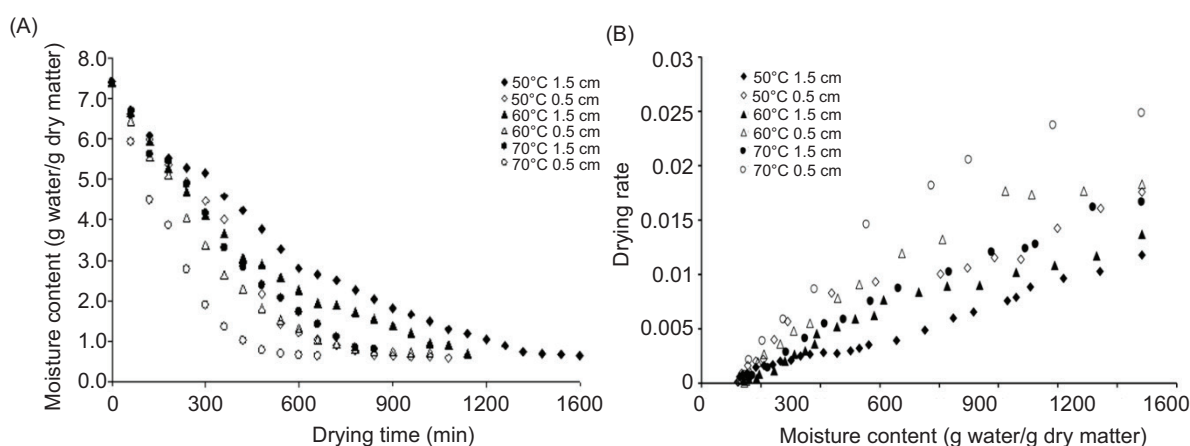 (A)
8.0
7.0
6.0
5.0
4.0
3.0
2.0
1.0
0.0
Moisture content (g water/g dry matter)
0 300 600 900 1200 1600
Drying time (min)
50°C 1.5 cm
50°C 0.5 cm
60°C 1.5 cm
60°C 0.5 cm
70°C 1.5 cm
70°C 0.5 cm
(B)
0.03
0.025
0.02
0.015
0.010
0.005
0
Drying rate
0 300 600 900 1200 1600
Moisture content (g water/g dry matter)
50°C 1.5 cm
50°C 0.5 cm
60°C 1.5 cm
60°C 0.5 cm
70°C 1.5 cm
70°C 0.5 cm